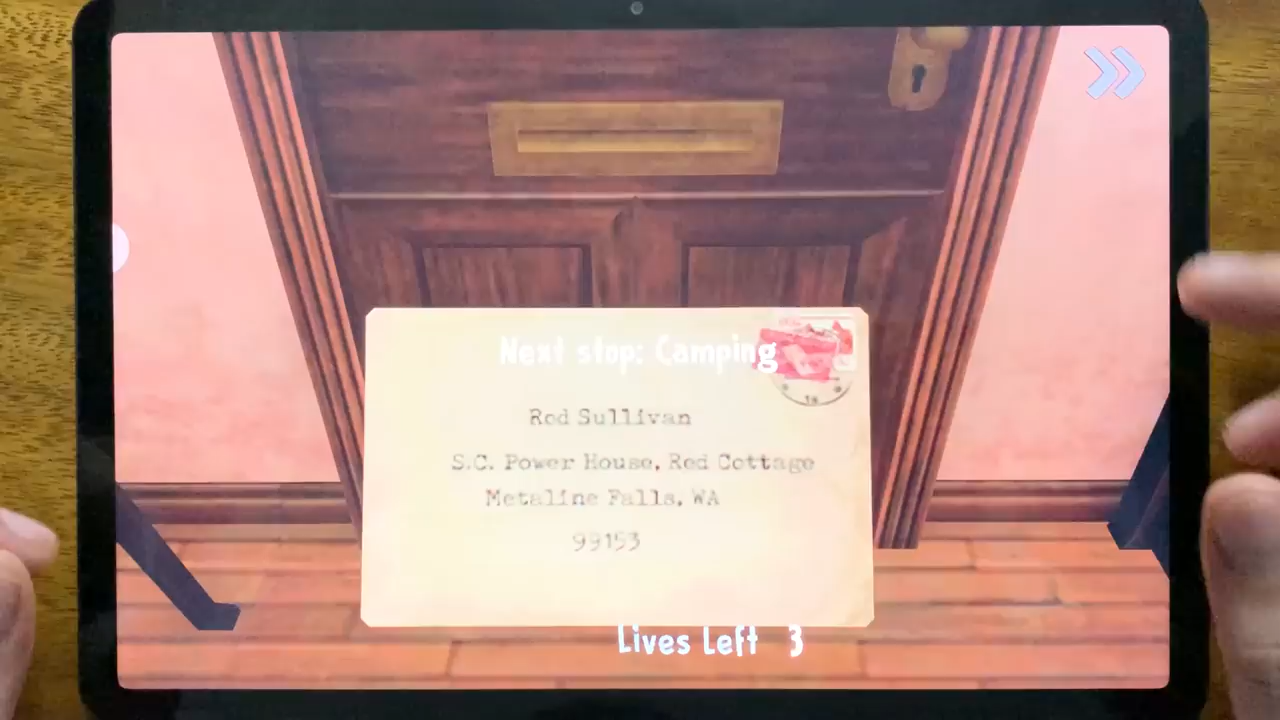 Next stop: Camping
Rod Sullivan
S.C. Power House, Red Cottage
Metaline Falls, WA
99153
Lives Left 3